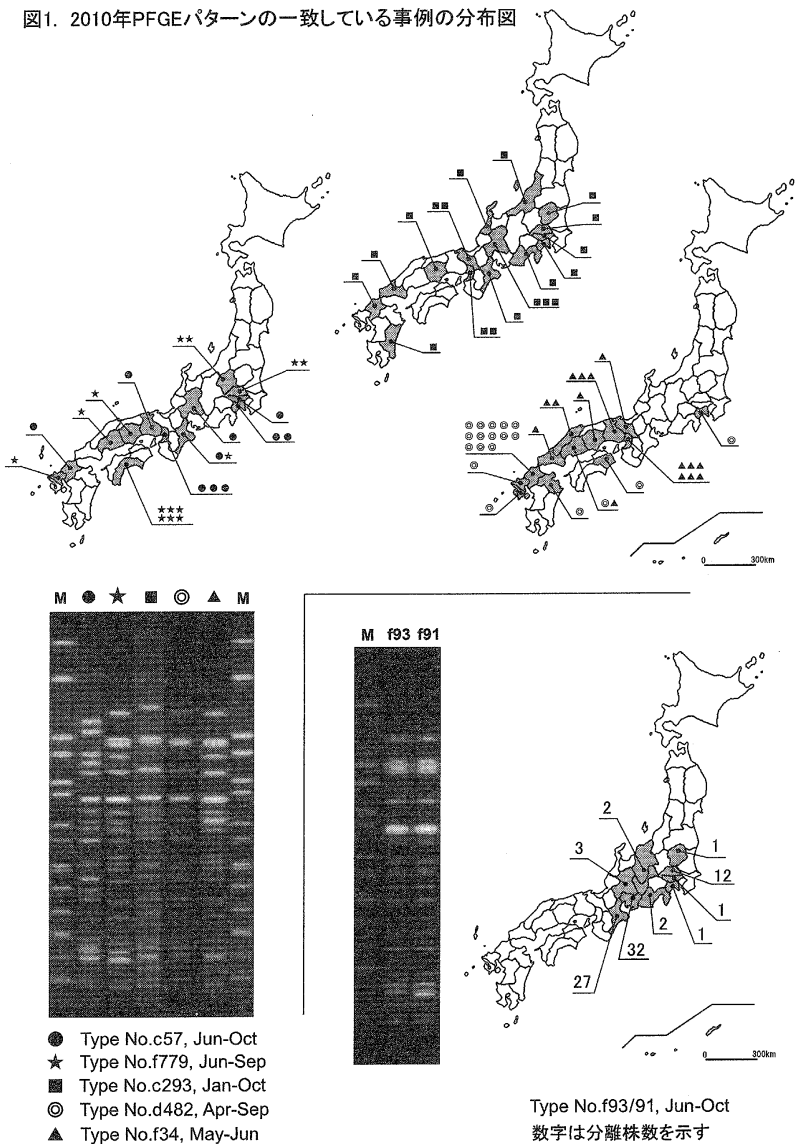 図1. 2010年PFGEパターンの一致している事例の分布図
0 300km
M ● ★ ■ ◎ ▲ M
● Type No.c57, Jun-Oct
★ Type No.f779, Jun-Sep
■ Type No.c293, Jan-Oct
◎ Type No.d482, Apr-Sep
▲ Type No.f34, May-Jun
M f93 f91
2
3
1
12
1
1
2
32
27
0 300km
Type No.f93/91, Jun-Oct
数字は分離株数を示す